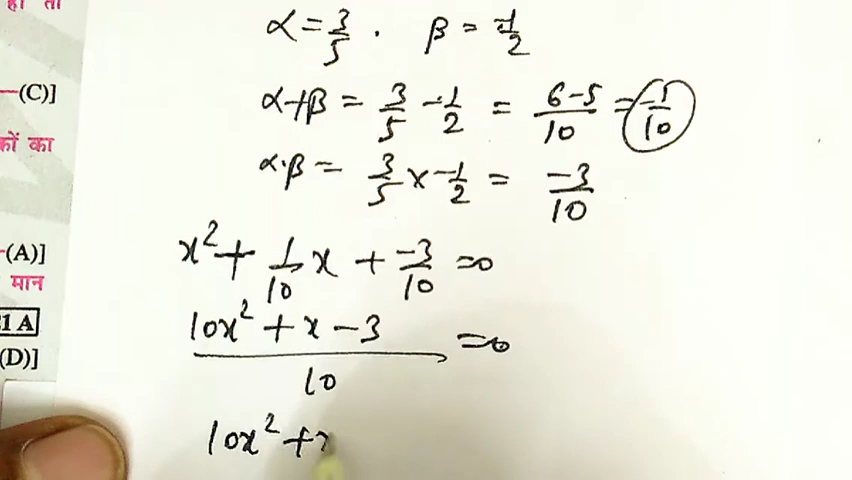 हो तो
α = 3/5 . β = -1/2
—(C)]
α+β = 3/5 - 1/2 = 6-5/10 = -1/10
कों का
α.β = 3/5 x -1/2 = -3/10
-(A)]
x² + 1/10 x + -3/10 = 0
मान
1 A
10x² + x - 3/10 = 0
(D)]
10x² + x